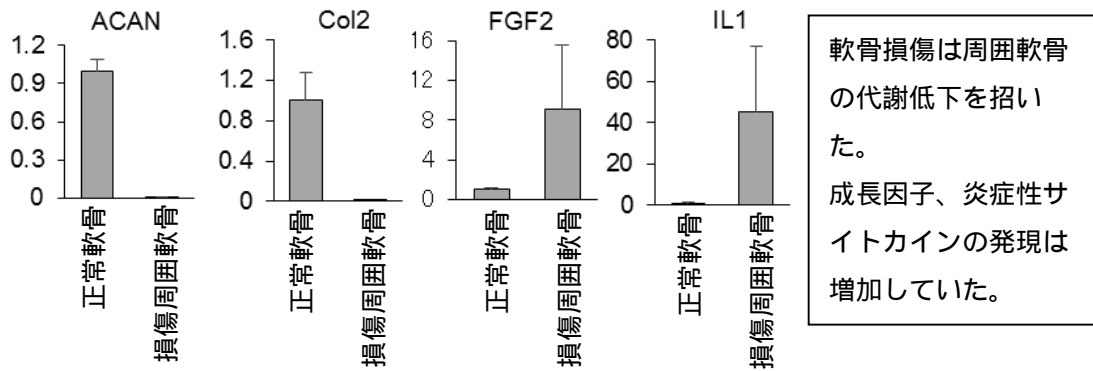 ACAN
1.2
0.9
0.6
0.3
0
正常軟骨
損傷周囲軟骨
Col2
1.6
1.2
0.8
0.4
0
正常軟骨
損傷周囲軟骨
FGF2
16
12
8
4
0
正常軟骨
損傷周囲軟骨
IL1
80
60
40
20
0
正常軟骨
損傷周囲軟骨
軟骨損傷は周囲軟骨
の代謝低下を招い
た。
成長因子、炎症性サ
イトカインの発現は
増加していた。